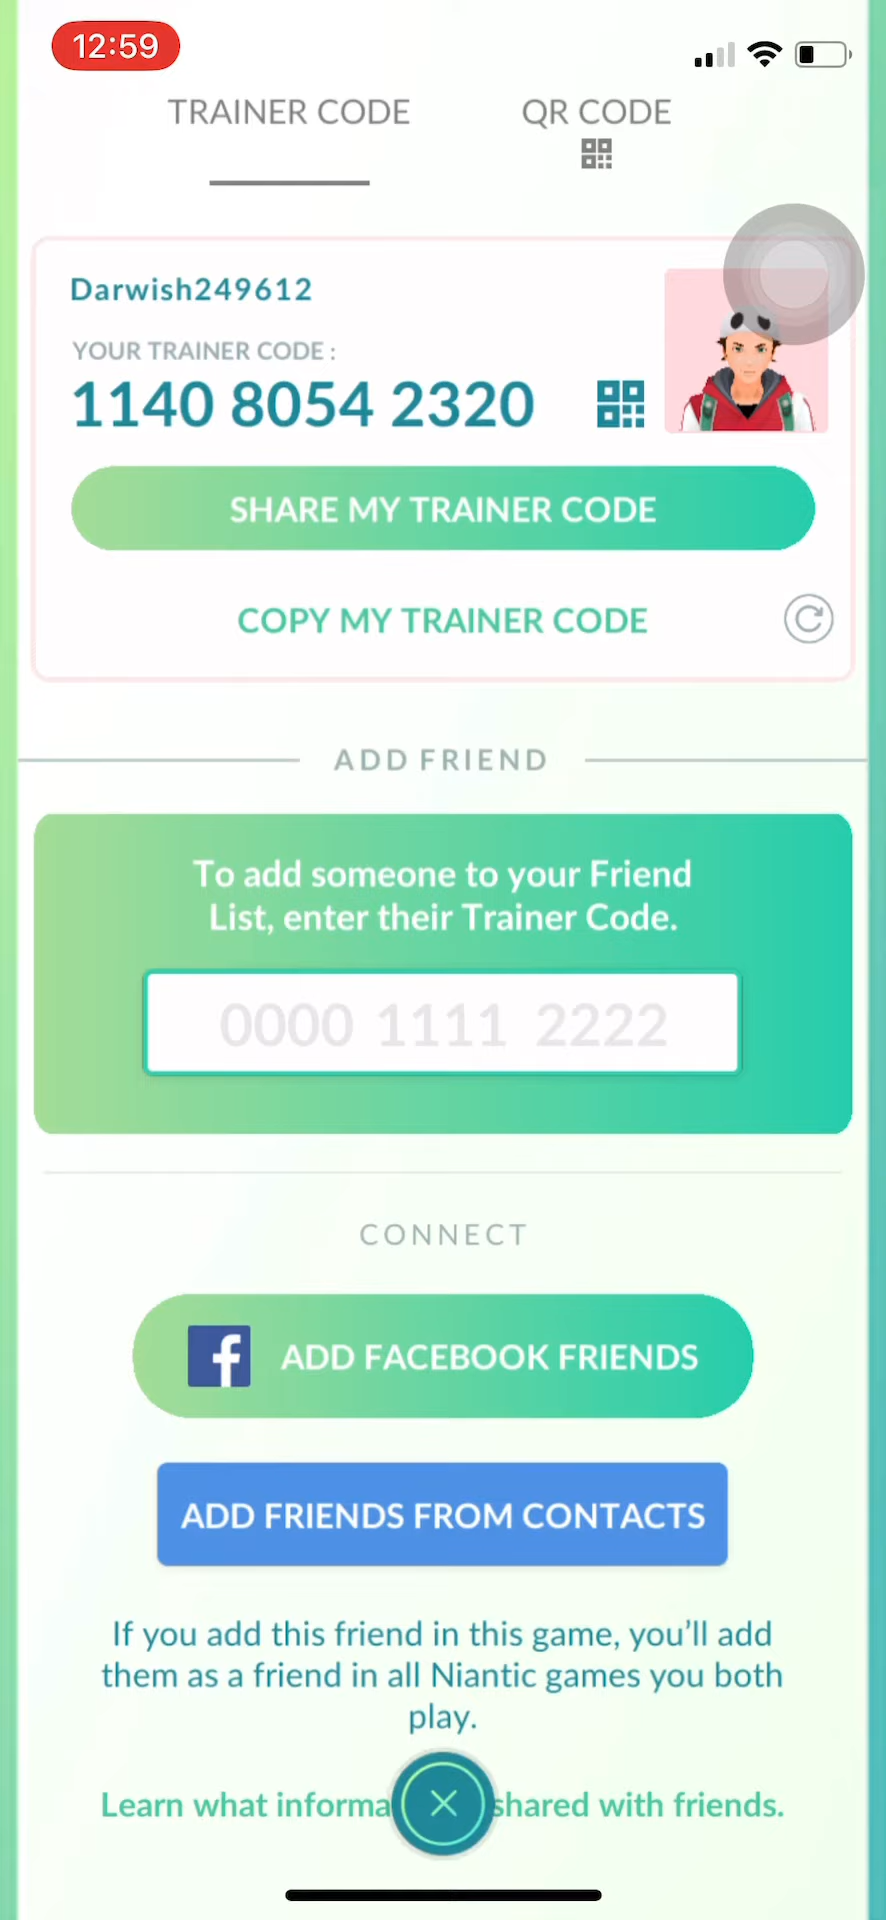 12:59
TRAINER CODE
QR CODE
Darwish249612
YOUR TRAINER CODE :
1140 8054 2320
SHARE MY TRAINER CODE
COPY MY TRAINER CODE
ADD FRIEND
To add someone to your Friend
List, enter their Trainer Code.
0000 1111 2222
CONNECT
f
ADD FACEBOOK FRIENDS
ADD FRIENDS FROM CONTACTS
If you add this friend in this game, you'll add
them as a friend in all Niantic games you both
play.
Learn what informa shared with friends.